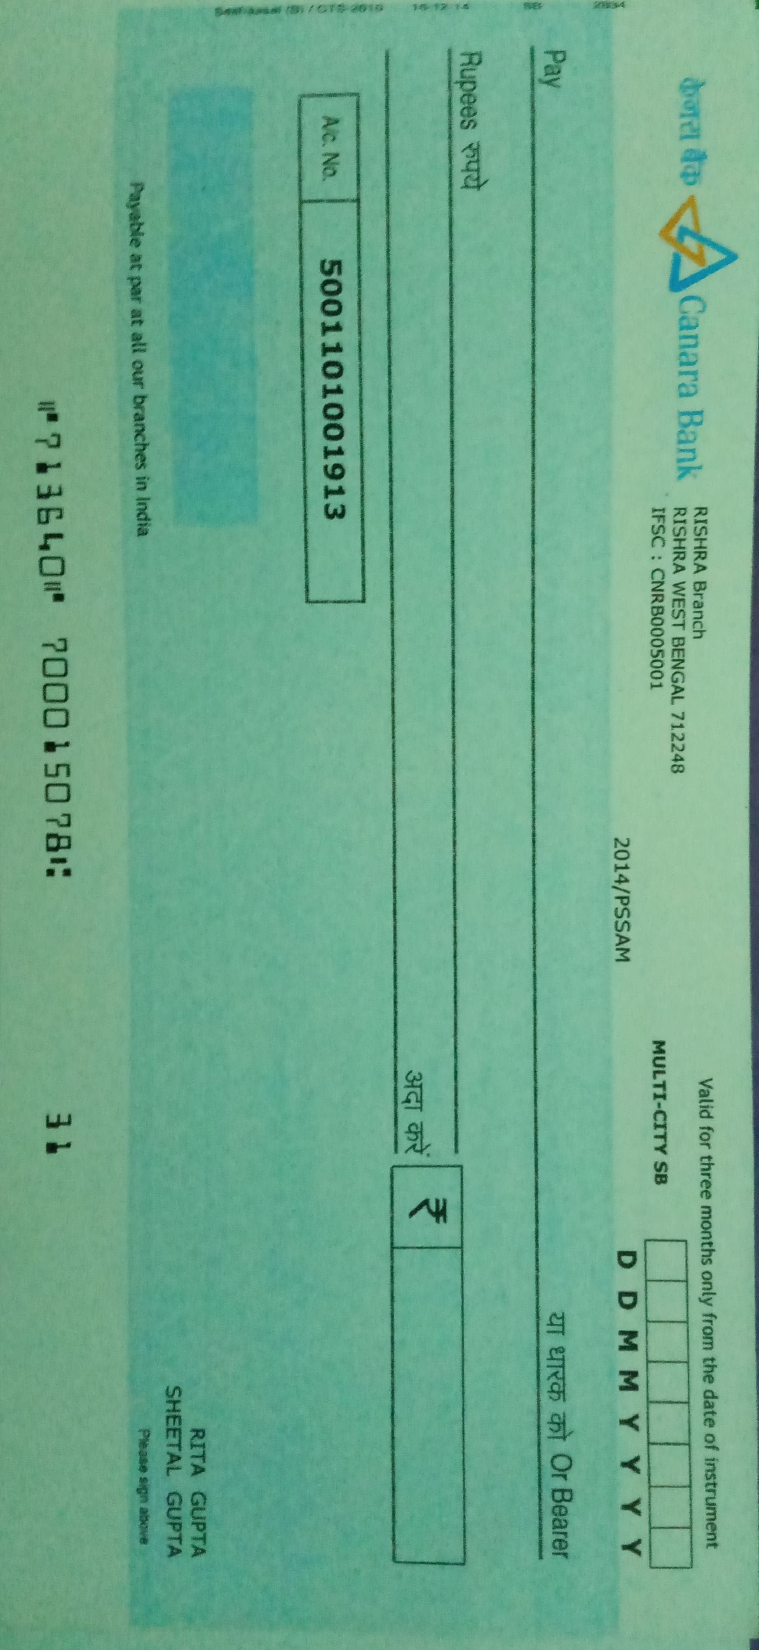 केनरा बैंक Canara Bank
RISHRA Branch
RISHRA WEST BENGAL 712248
IFSC : CNRB0005001
Valid for three months only from the date of instrument
MULTI-CITY SB
2014/PSSAM
D D M M Y Y Y Y
Pay
या धारक को Or Bearer
Rupees रुपये
अदा करें
₹
A/c. No. 5001101001913
RITA GUPTA
SHEETAL GUPTA
Please sign above
Payable at par at all our branches in India
⑈713640⑈ 700015078⑆ 31
/ CTS-2010 16-12-14 SB 2834